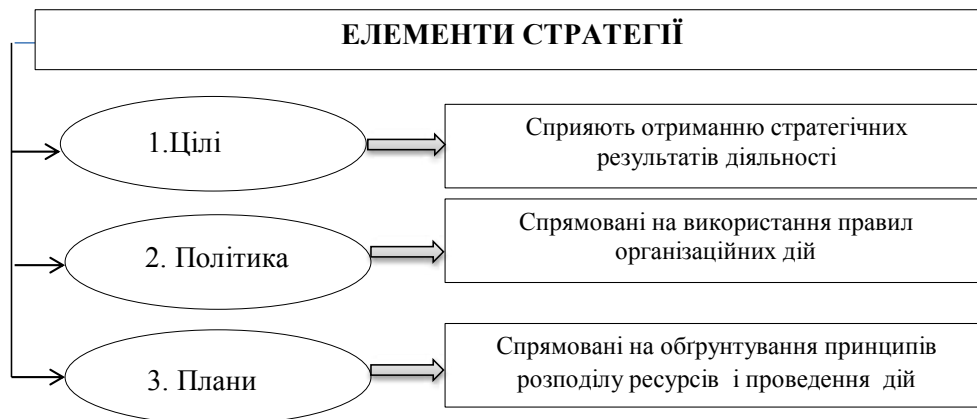 ЕЛЕМЕНТИ СТРАТЕГІЇ
1.Цілі
Сприяють отриманню стратегічних
результатів діяльності
2. Політика
Спрямовані на використання правил
організаційних дій
3. Плани
Спрямовані на обґрунтування принципів
розподілу ресурсів і проведення дій